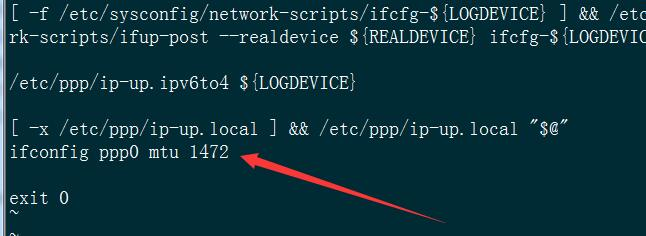 [ -f /etc/sysconfig/network-scripts/ifcfg-${LOGDEVICE} ] && /etc
rk-scripts/ifup-post --realdevice ${REALDEVICE} ifcfg-${LOGDEVIC
/etc/ppp/ip-up.ipv6to4 ${LOGDEVICE}
[ -x /etc/ppp/ip-up.local ] && /etc/ppp/ip-up.local "$@"
ifconfig ppp0 mtu 1472
exit 0
~
~